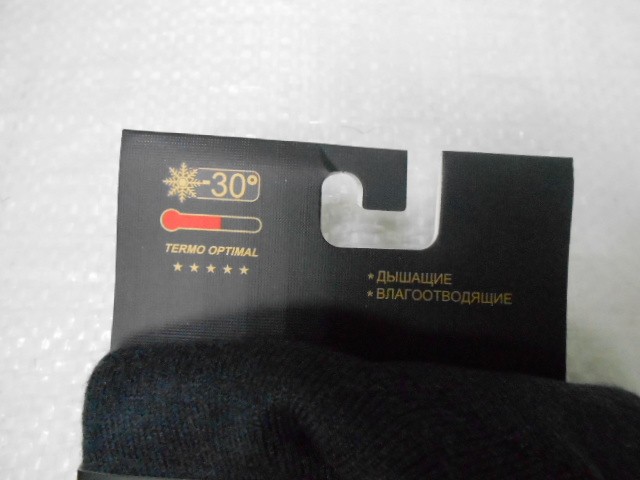 -30°
TERMO OPTIMAL
* ДЫШАЩИЕ
* ВЛАГООТВОДЯЩИЕ